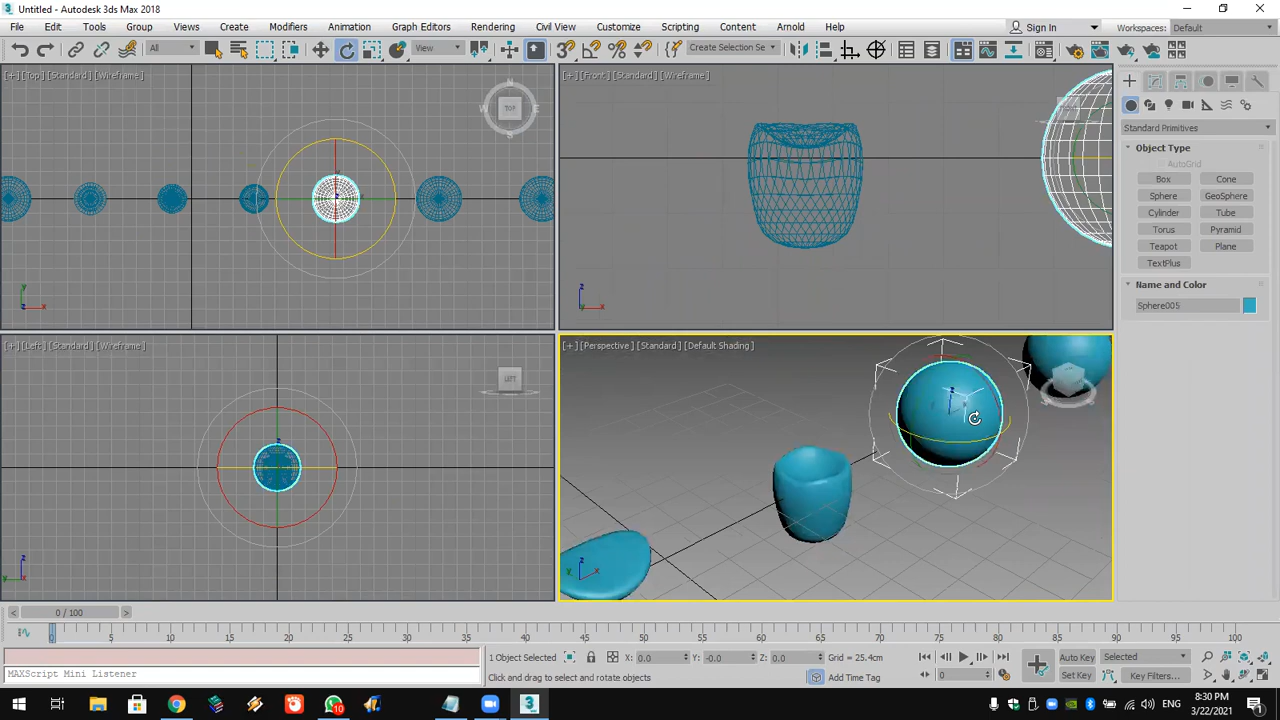 Untitled - Autodesk 3ds Max 2018
File Edit Tools Group Views Create Modifiers Animation Graph Editors Rendering Civil View Customize Scripting Content Arnold Help Sign In Workspaces: Default
All View Create Selection Se
[+] [Top] [Standard] [Wireframe]
[+] [Front] [Standard] [Wireframe]
N
W TOP E
S
y
z x
z
x
Standard Primitives
Object Type
AutoGrid
Box Cone
Sphere GeoSphere
Cylinder Tube
Torus Pyramid
Teapot Plane
TextPlus
Name and Color
Sphere005
[+] [Left] [Standard] [Wireframe]
[+] [Perspective] [Standard] [Default Shading]
LEFT
z
y x
z
y x
< 0 / 100 >
0 5 10 15 20 25 30 35 40 45 50 55 60 65 70 75 80 85 90 95 100
1 Object Selected X: 0.0 Y: -0.0 Z: 0.0 Grid = 25.4cm Auto Key Selected
MAXScript Mini Listener Click and drag to select and rotate objects Add Time Tag 0 Set Key Key Filters...
10 3 ENG 8:30 PM
3/22/2021